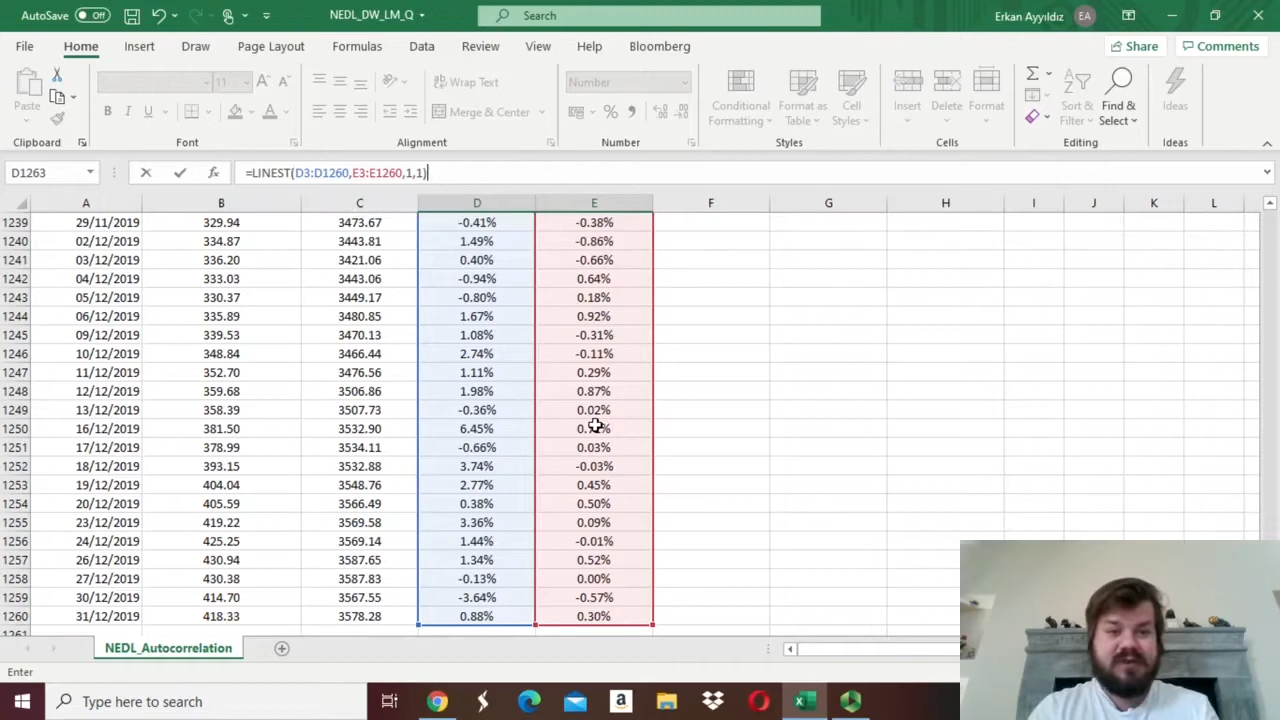 AutoSave Off NEDL_DW_LM_Q Search Erkan Ayyıldız EA
File Home Insert Draw Page Layout Formulas Data Review View Help Bloomberg Share Comments
Paste 11 Wrap Text Number Conditional Formatting Format as Table Cell Styles Insert Delete Format Sort & Filter Find & Select Ideas
B I U Merge & Center
Clipboard Font Alignment Number Styles Cells Editing Ideas
D1263 fx =LINEST(D3:D1260,E3:E1260,1,1)
A B C D E F G H I J K L
1239 29/11/2019 329.94 3473.67 -0.41% -0.38%
1240 02/12/2019 334.87 3443.81 1.49% -0.86%
1241 03/12/2019 336.20 3421.06 0.40% -0.66%
1242 04/12/2019 333.03 3443.06 -0.94% 0.64%
1243 05/12/2019 330.37 3449.17 -0.80% 0.18%
1244 06/12/2019 335.89 3480.85 1.67% 0.92%
1245 09/12/2019 339.53 3470.13 1.08% -0.31%
1246 10/12/2019 348.84 3466.44 2.74% -0.11%
1247 11/12/2019 352.70 3476.56 1.11% 0.29%
1248 12/12/2019 359.68 3506.86 1.98% 0.87%
1249 13/12/2019 358.39 3507.73 -0.36% 0.02%
1250 16/12/2019 381.50 3532.90 6.45%
1251 17/12/2019 378.99 3534.11 -0.66% 0.03%
1252 18/12/2019 393.15 3532.88 3.74% -0.03%
1253 19/12/2019 404.04 3548.76 2.77% 0.45%
1254 20/12/2019 405.59 3566.49 0.38% 0.50%
1255 23/12/2019 419.22 3569.58 3.36% 0.09%
1256 24/12/2019 425.25 3569.14 1.44% -0.01%
1257 26/12/2019 430.94 3587.65 1.34% 0.52%
1258 27/12/2019 430.38 3587.83 -0.13% 0.00%
1259 30/12/2019 414.70 3567.55 -3.64% -0.57%
1260 31/12/2019 418.33 3578.28 0.88% 0.30%
1261
NEDL_Autocorrelation
Enter
Type here to search